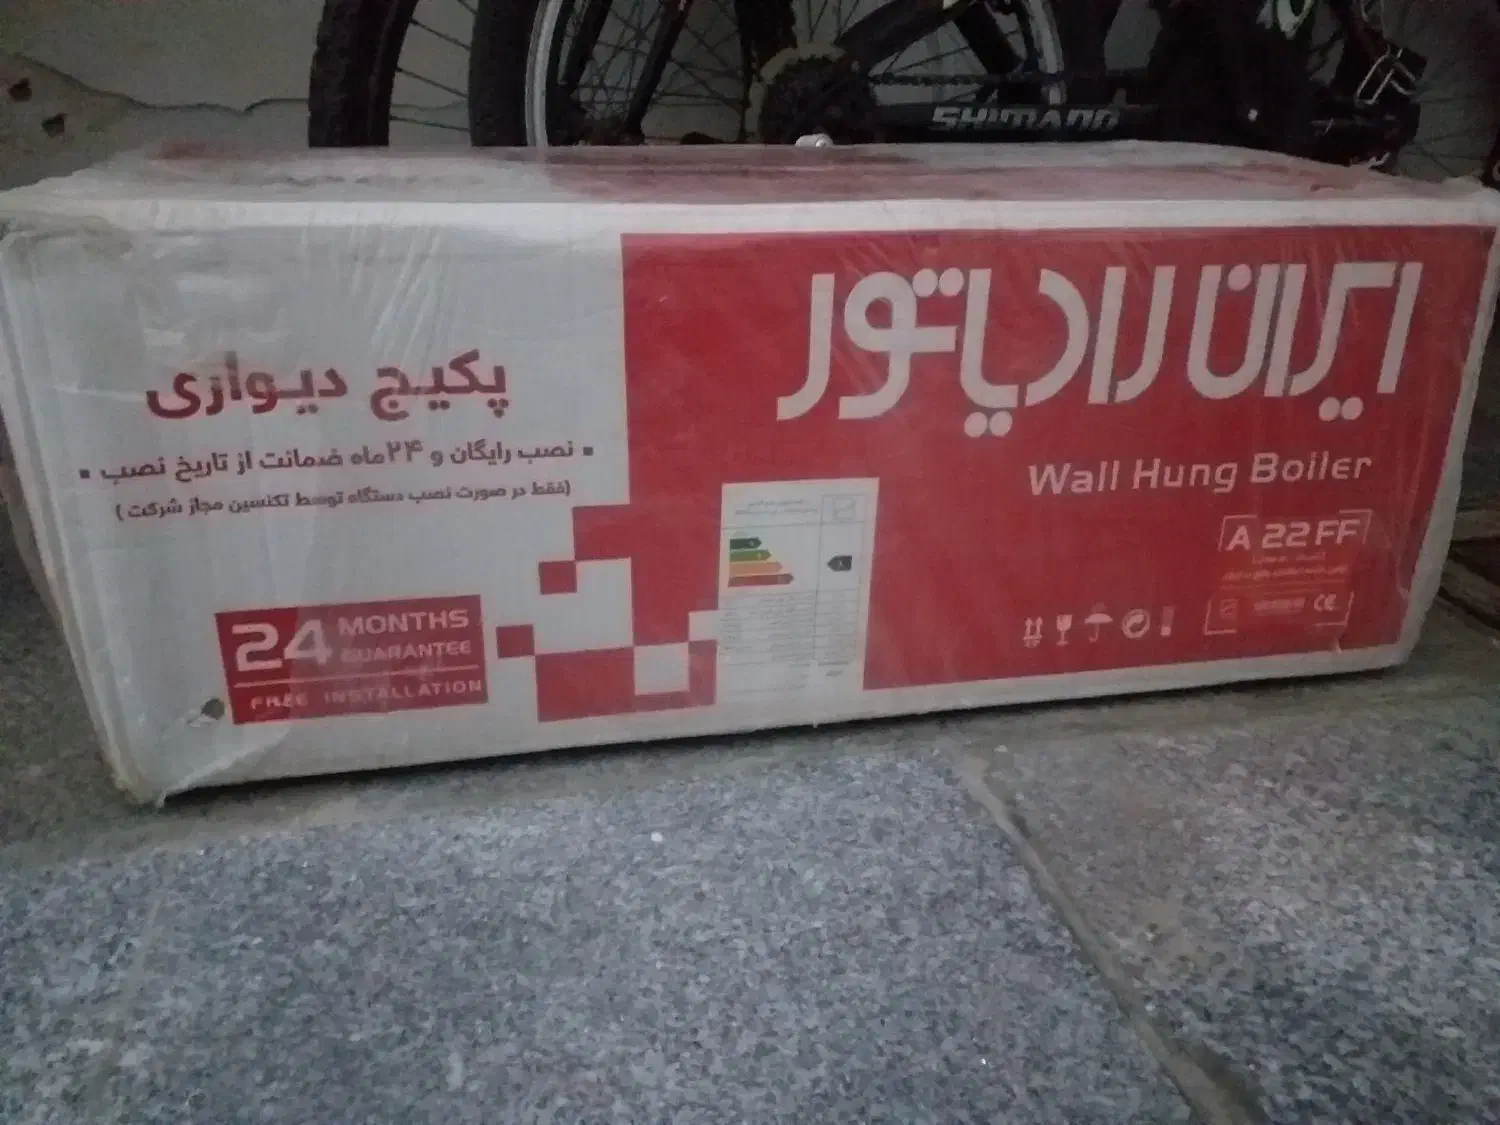 SHIMANO
ایران رادیاتور
Wall Hung Boiler
A 22 FF
CE
پکیج دیواری
▪ نصب رایگان و ۲۴ ماه ضمانت از تاریخ نصب ▪
(فقط در صورت نصب دستگاه توسط تکنسین مجاز شرکت)
24 MONTHS
GUARANTEE
FREE INSTALLATION